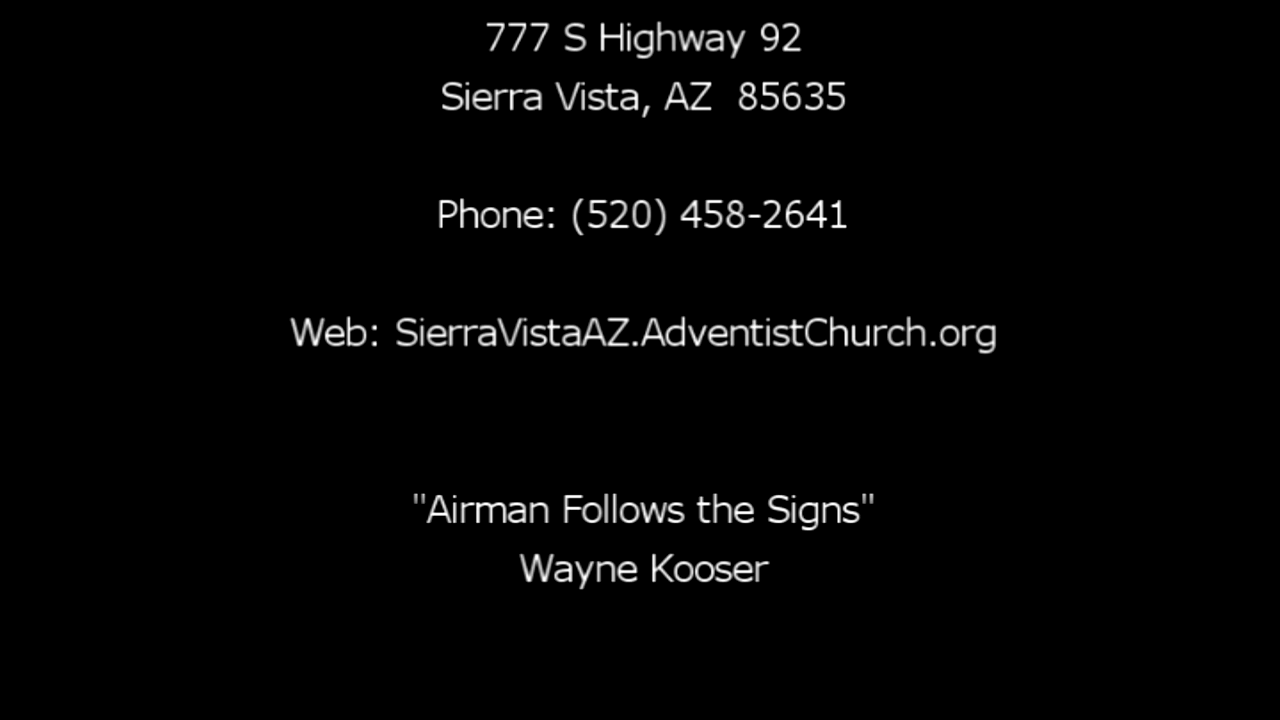 777 S Highway 92
Sierra Vista, AZ  85635
Phone: (520) 458-2641
Web: SierraVistaAZ.AdventistChurch.org
"Airman Follows the Signs"
Wayne Kooser